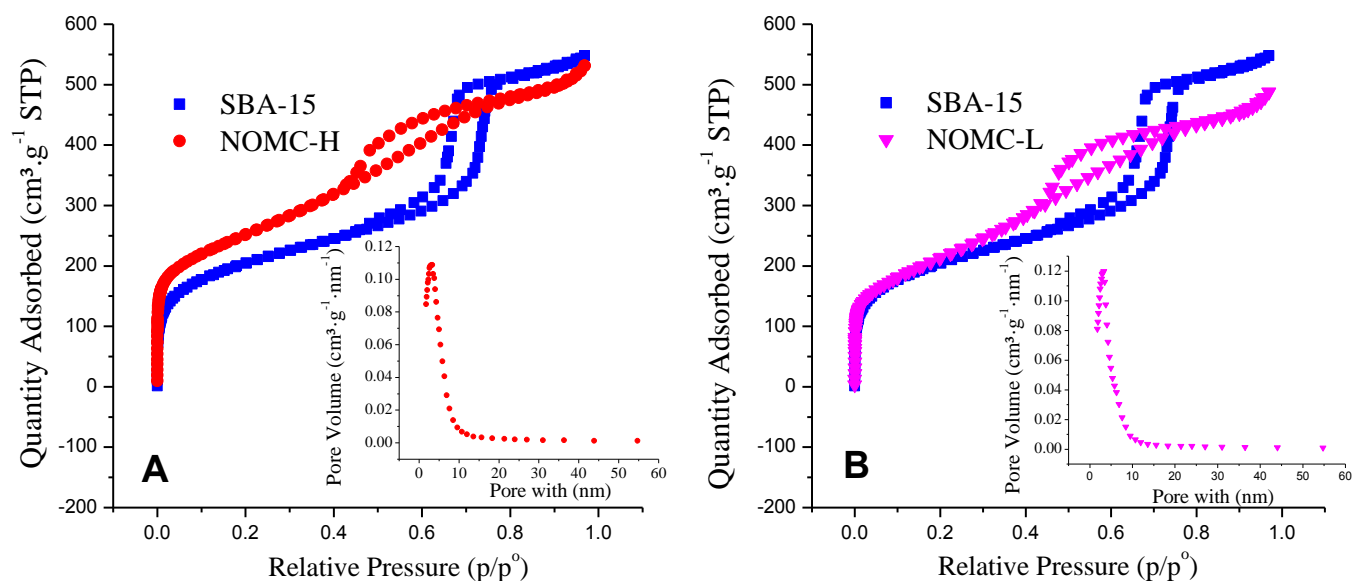 Quantity Adsorbed (cm³·g⁻¹ STP)
600
500
400
300
200
100
0
-100
-200
SBA-15
NOMC-H
Pore Volume (cm³·g⁻¹·nm⁻¹)
0.12
0.10
0.08
0.06
0.04
0.02
0.00
0 10 20 30 40 50 60
Pore with (nm)
A
0.0 0.2 0.4 0.6 0.8 1.0
Relative Pressure (p/p°)
Quantity Adsorbed (cm³·g⁻¹ STP)
600
500
400
300
200
100
0
-100
-200
SBA-15
NOMC-L
Pore Volume (cm³·g⁻¹·nm⁻¹)
0.12
0.10
0.08
0.06
0.04
0.02
0.00
0 10 20 30 40 50 60
Pore with (nm)
B
0.0 0.2 0.4 0.6 0.8 1.0
Relative Pressure (p/p°)